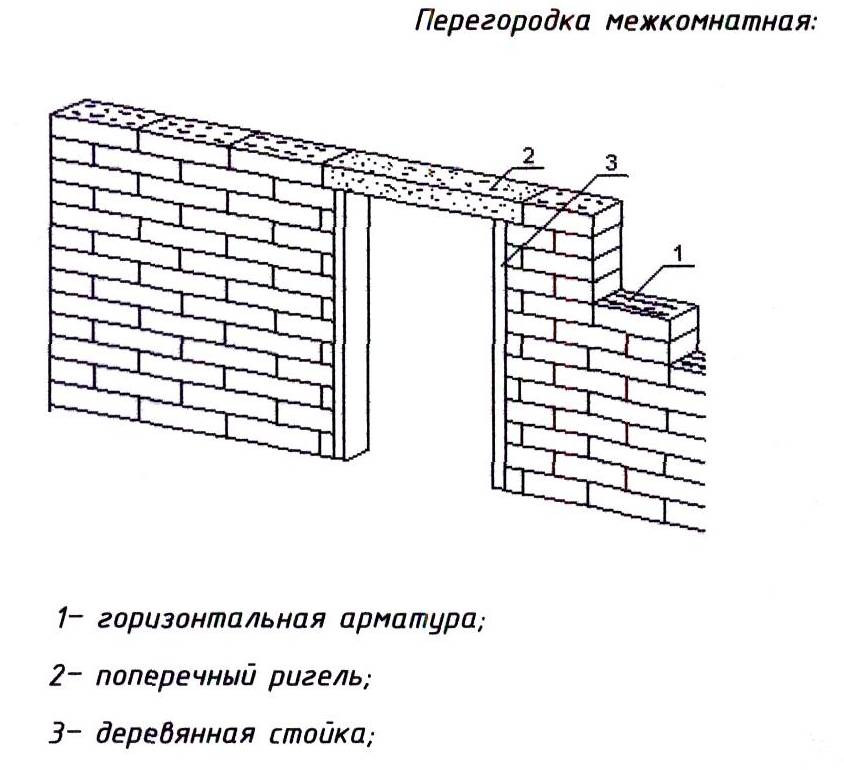 Перегородка межкомнатная:
2
3
1
1- горизонтальная арматура;
2- поперечный ригель;
3- деревянная стойка;